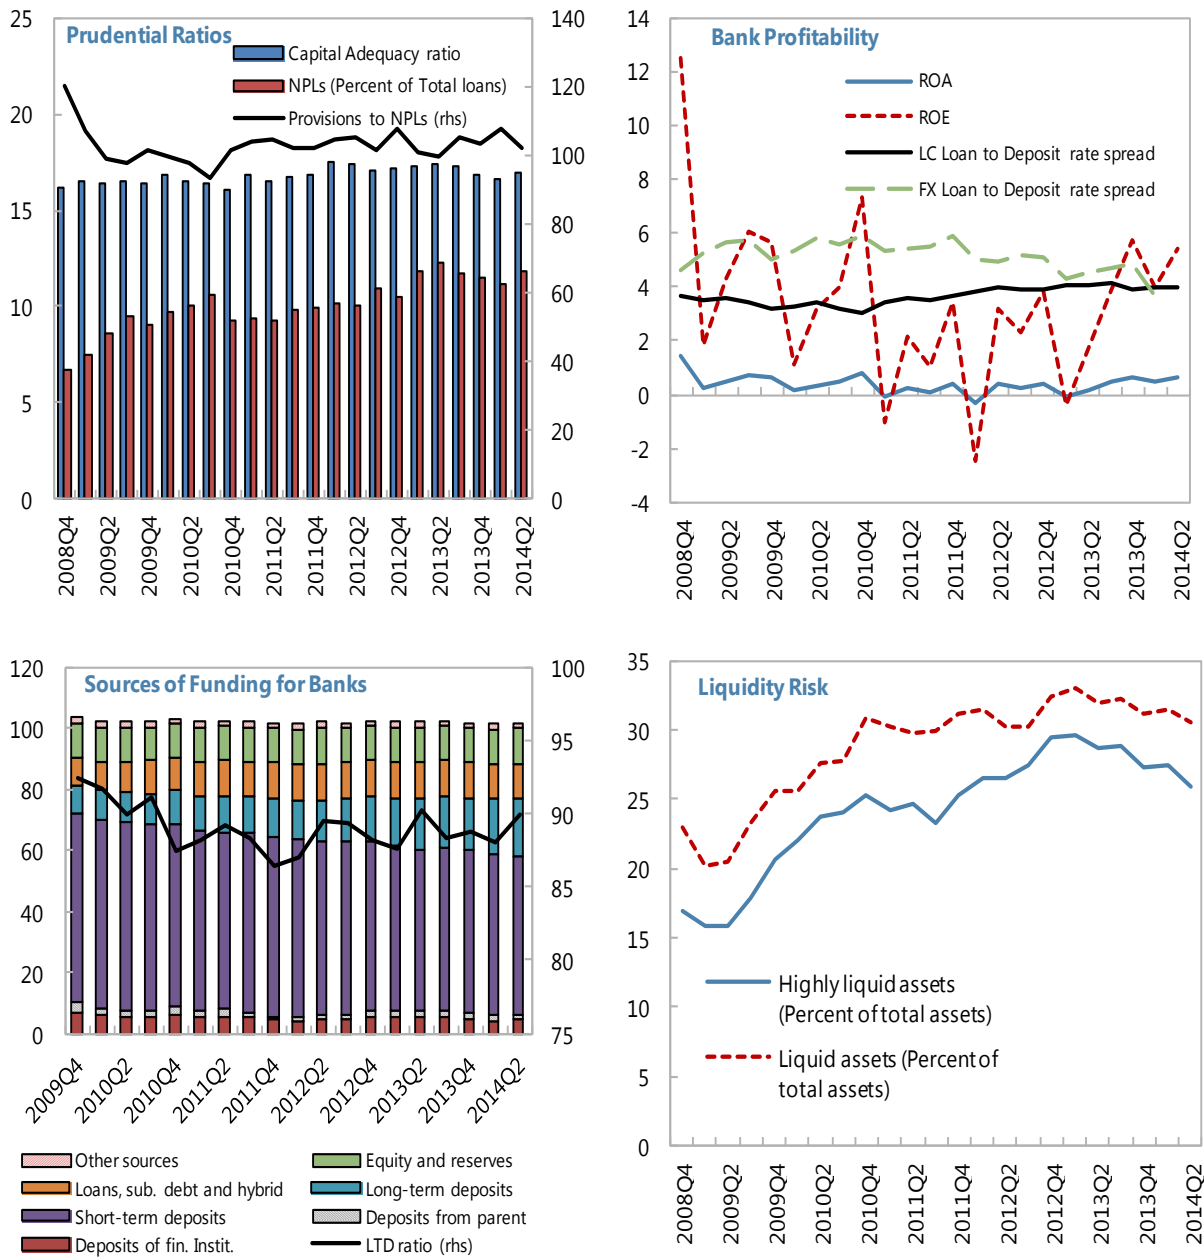 Prudential Ratios
25
20
15
10
5
0
140
120
100
80
60
40
20
0
Capital Adequacy ratio
NPLs (Percent of Total loans)
Provisions to NPLs (rhs)
2008Q4
2009Q2
2009Q4
2010Q2
2010Q4
2011Q2
2011Q4
2012Q2
2012Q4
2013Q2
2013Q4
2014Q2
Bank Profitability
14
12
10
8
6
4
2
0
-2
-4
ROA
ROE
LC Loan to Deposit rate spread
FX Loan to Deposit rate spread
2008Q4
2009Q2
2009Q4
2010Q2
2010Q4
2011Q2
2011Q4
2012Q2
2012Q4
2013Q2
2013Q4
2014Q2
Sources of Funding for Banks
120
100
80
60
40
20
0
100
95
90
85
80
75
2009Q4
2010Q2
2010Q4
2011Q2
2011Q4
2012Q2
2012Q4
2013Q2
2013Q4
2014Q2
Other sources
Equity and reserves
Loans, sub. debt and hybrid
Long-term deposits
Short-term deposits
Deposits from parent
Deposits of fin. Instit.
LTD ratio (rhs)
Liquidity Risk
35
30
25
20
15
10
5
0
Highly liquid assets
(Percent of total assets)
Liquid assets (Percent of
total assets)
2008Q4
2009Q2
2009Q4
2010Q2
2010Q4
2011Q2
2011Q4
2012Q2
2012Q4
2013Q2
2013Q4
2014Q2